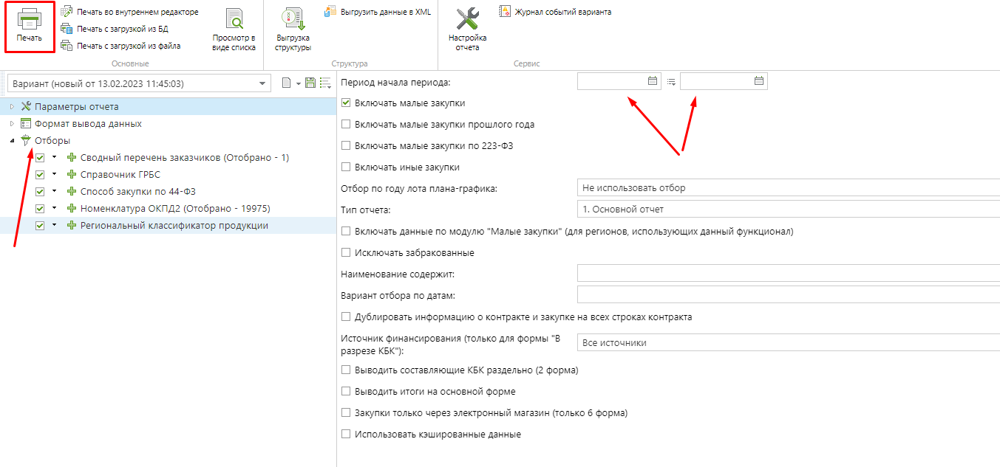 Печать
Печать во внутреннем редакторе
Печать с загрузкой из БД
Печать с загрузкой из файла
Просмотр в
виде списка
Основные
Выгрузка
структуры
Выгрузить данные в XML
Структура
Настройка
отчета
Журнал событий варианта
Сервис
Вариант (новый от 13.02.2023 11:45:03)
Параметры отчета
Формат вывода данных
Отборы
Сводный перечень заказчиков (Отобрано - 1)
Справочник ГРБС
Способ закупки по 44-ФЗ
Номенклатура ОКПД2 (Отобрано - 19975)
Региональный классификатор продукции
Период начала периода:
Включать малые закупки
Включать малые закупки прошлого года
Включать малые закупки по 223-ФЗ
Включать иные закупки
Отбор по году лота плана-графика:
Не использовать отбор
Тип отчета:
1. Основной отчет
Включать данные по модулю "Малые закупки" (для регионов, использующих данный функционал)
Исключать забракованные
Наименование содержит:
Вариант отбора по датам:
Дублировать информацию о контракте и закупке на всех строках контракта
Источник финансирования (только для формы "В
разрезе КБК"):
Все источники
Выводить составляющие КБК раздельно (2 форма)
Выводить итоги на основной форме
Закупки только через электронный магазин (только 6 форма)
Использовать кэшированные данные